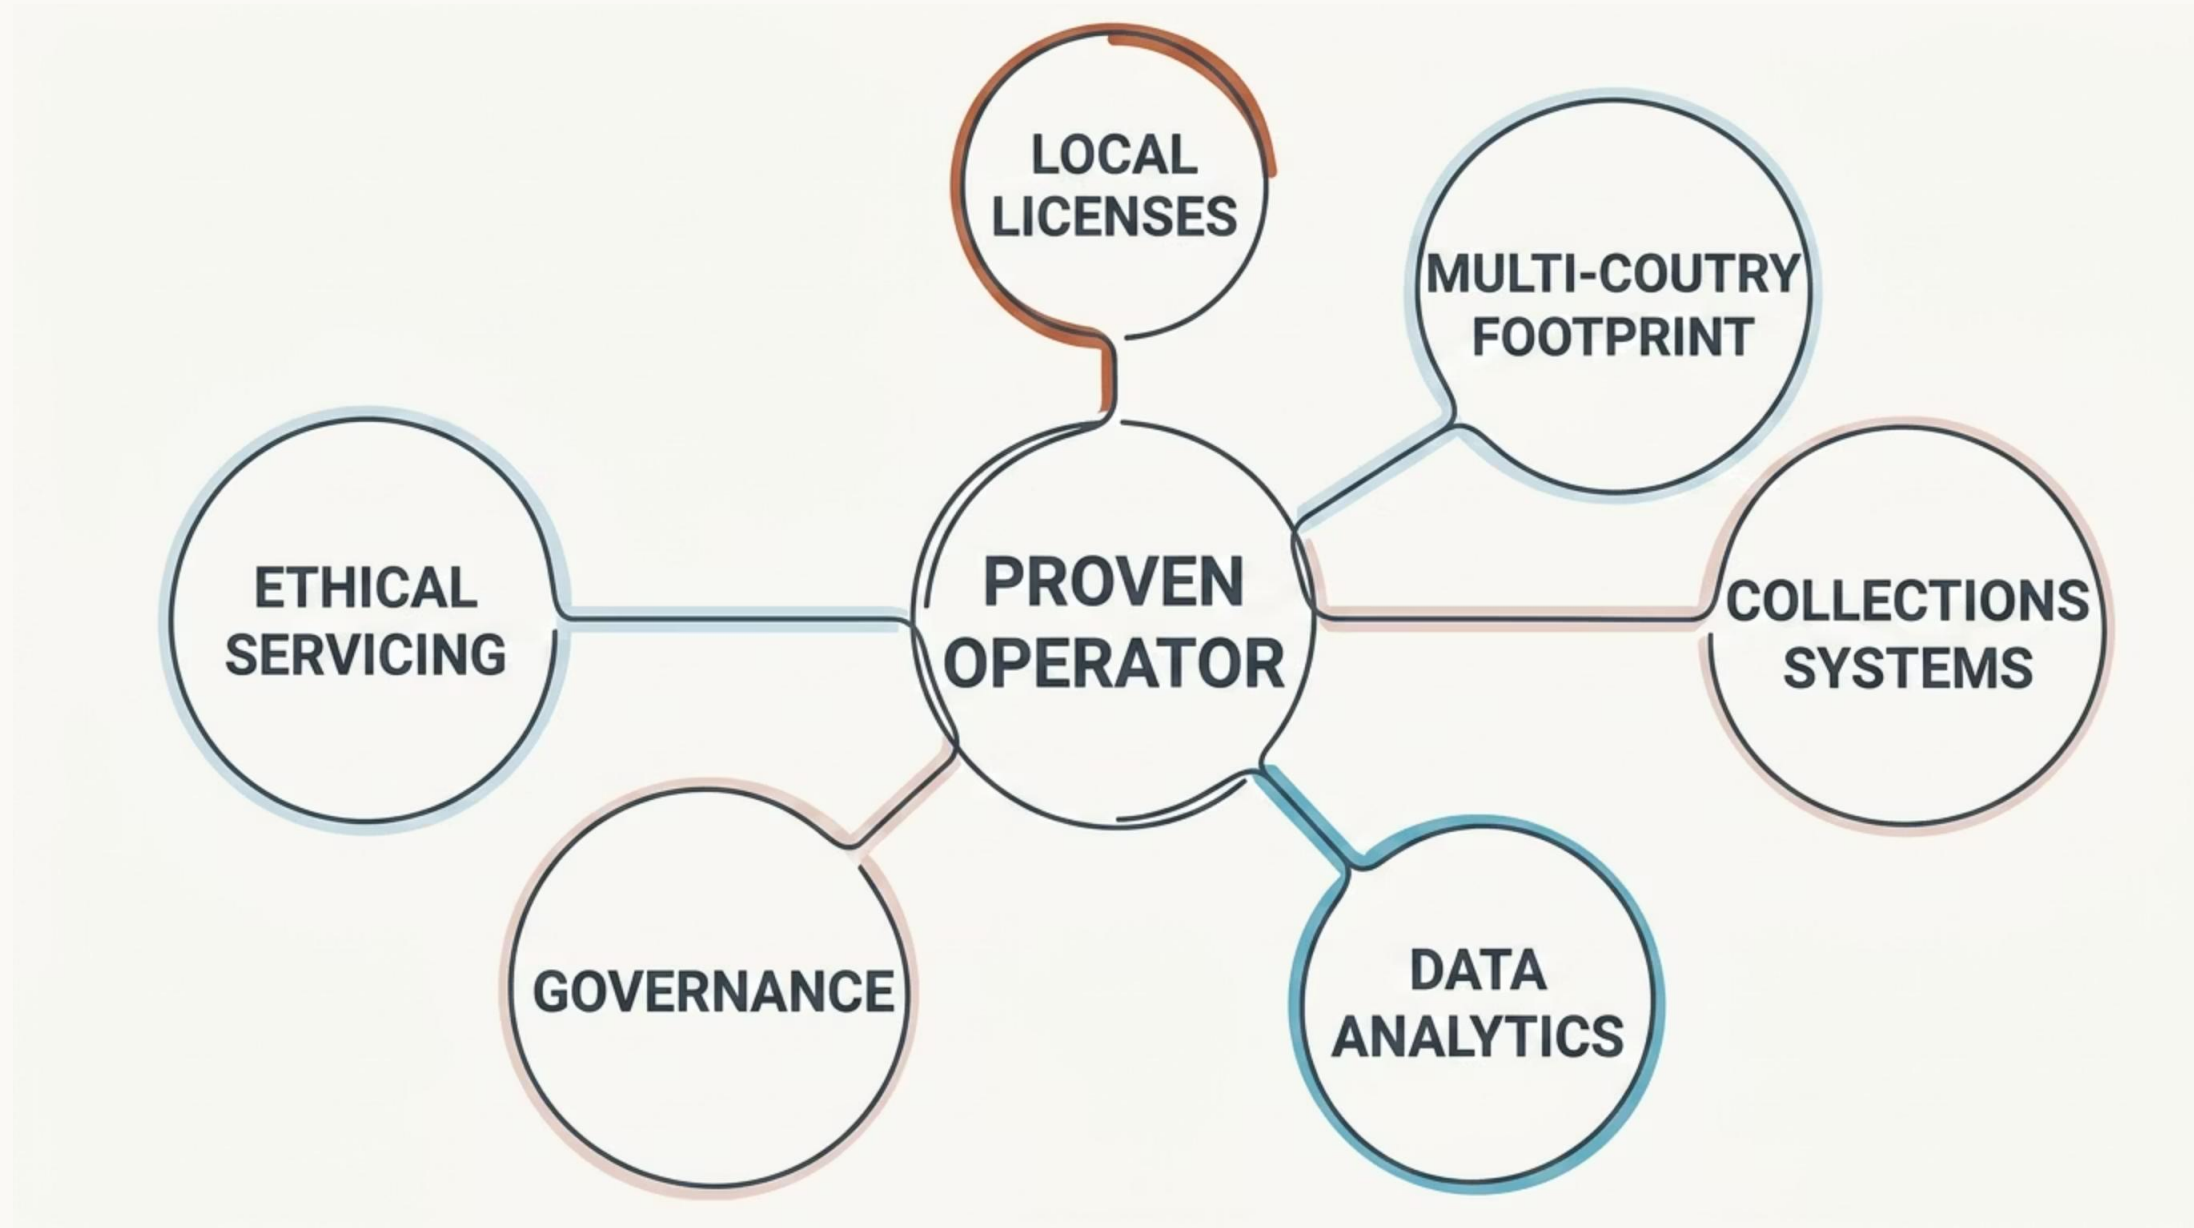 LOCAL
LICENSES
MULTI-COUTRY
FOOTPRINT
ETHICAL
SERVICING
PROVEN
OPERATOR
COLLECTIONS
SYSTEMS
GOVERNANCE
DATA
ANALYTICS